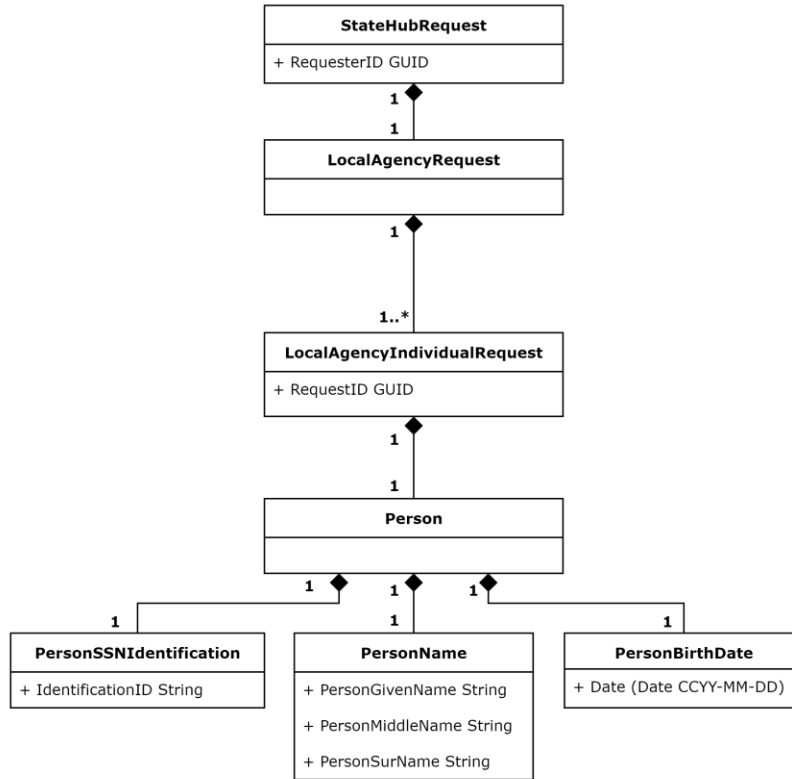 StateHubRequest
+ RequesterID GUID
1
1
LocalAgencyRequest
1
1..*
LocalAgencyIndividualRequest
+ RequestID GUID
1
1
Person
1 1 1
1 1 1
PersonSSNIdentification
+ IdentificationID String
PersonName
+ PersonGivenName String
+ PersonMiddleName String
+ PersonSurName String
PersonBirthDate
+ Date (Date CCYY-MM-DD)